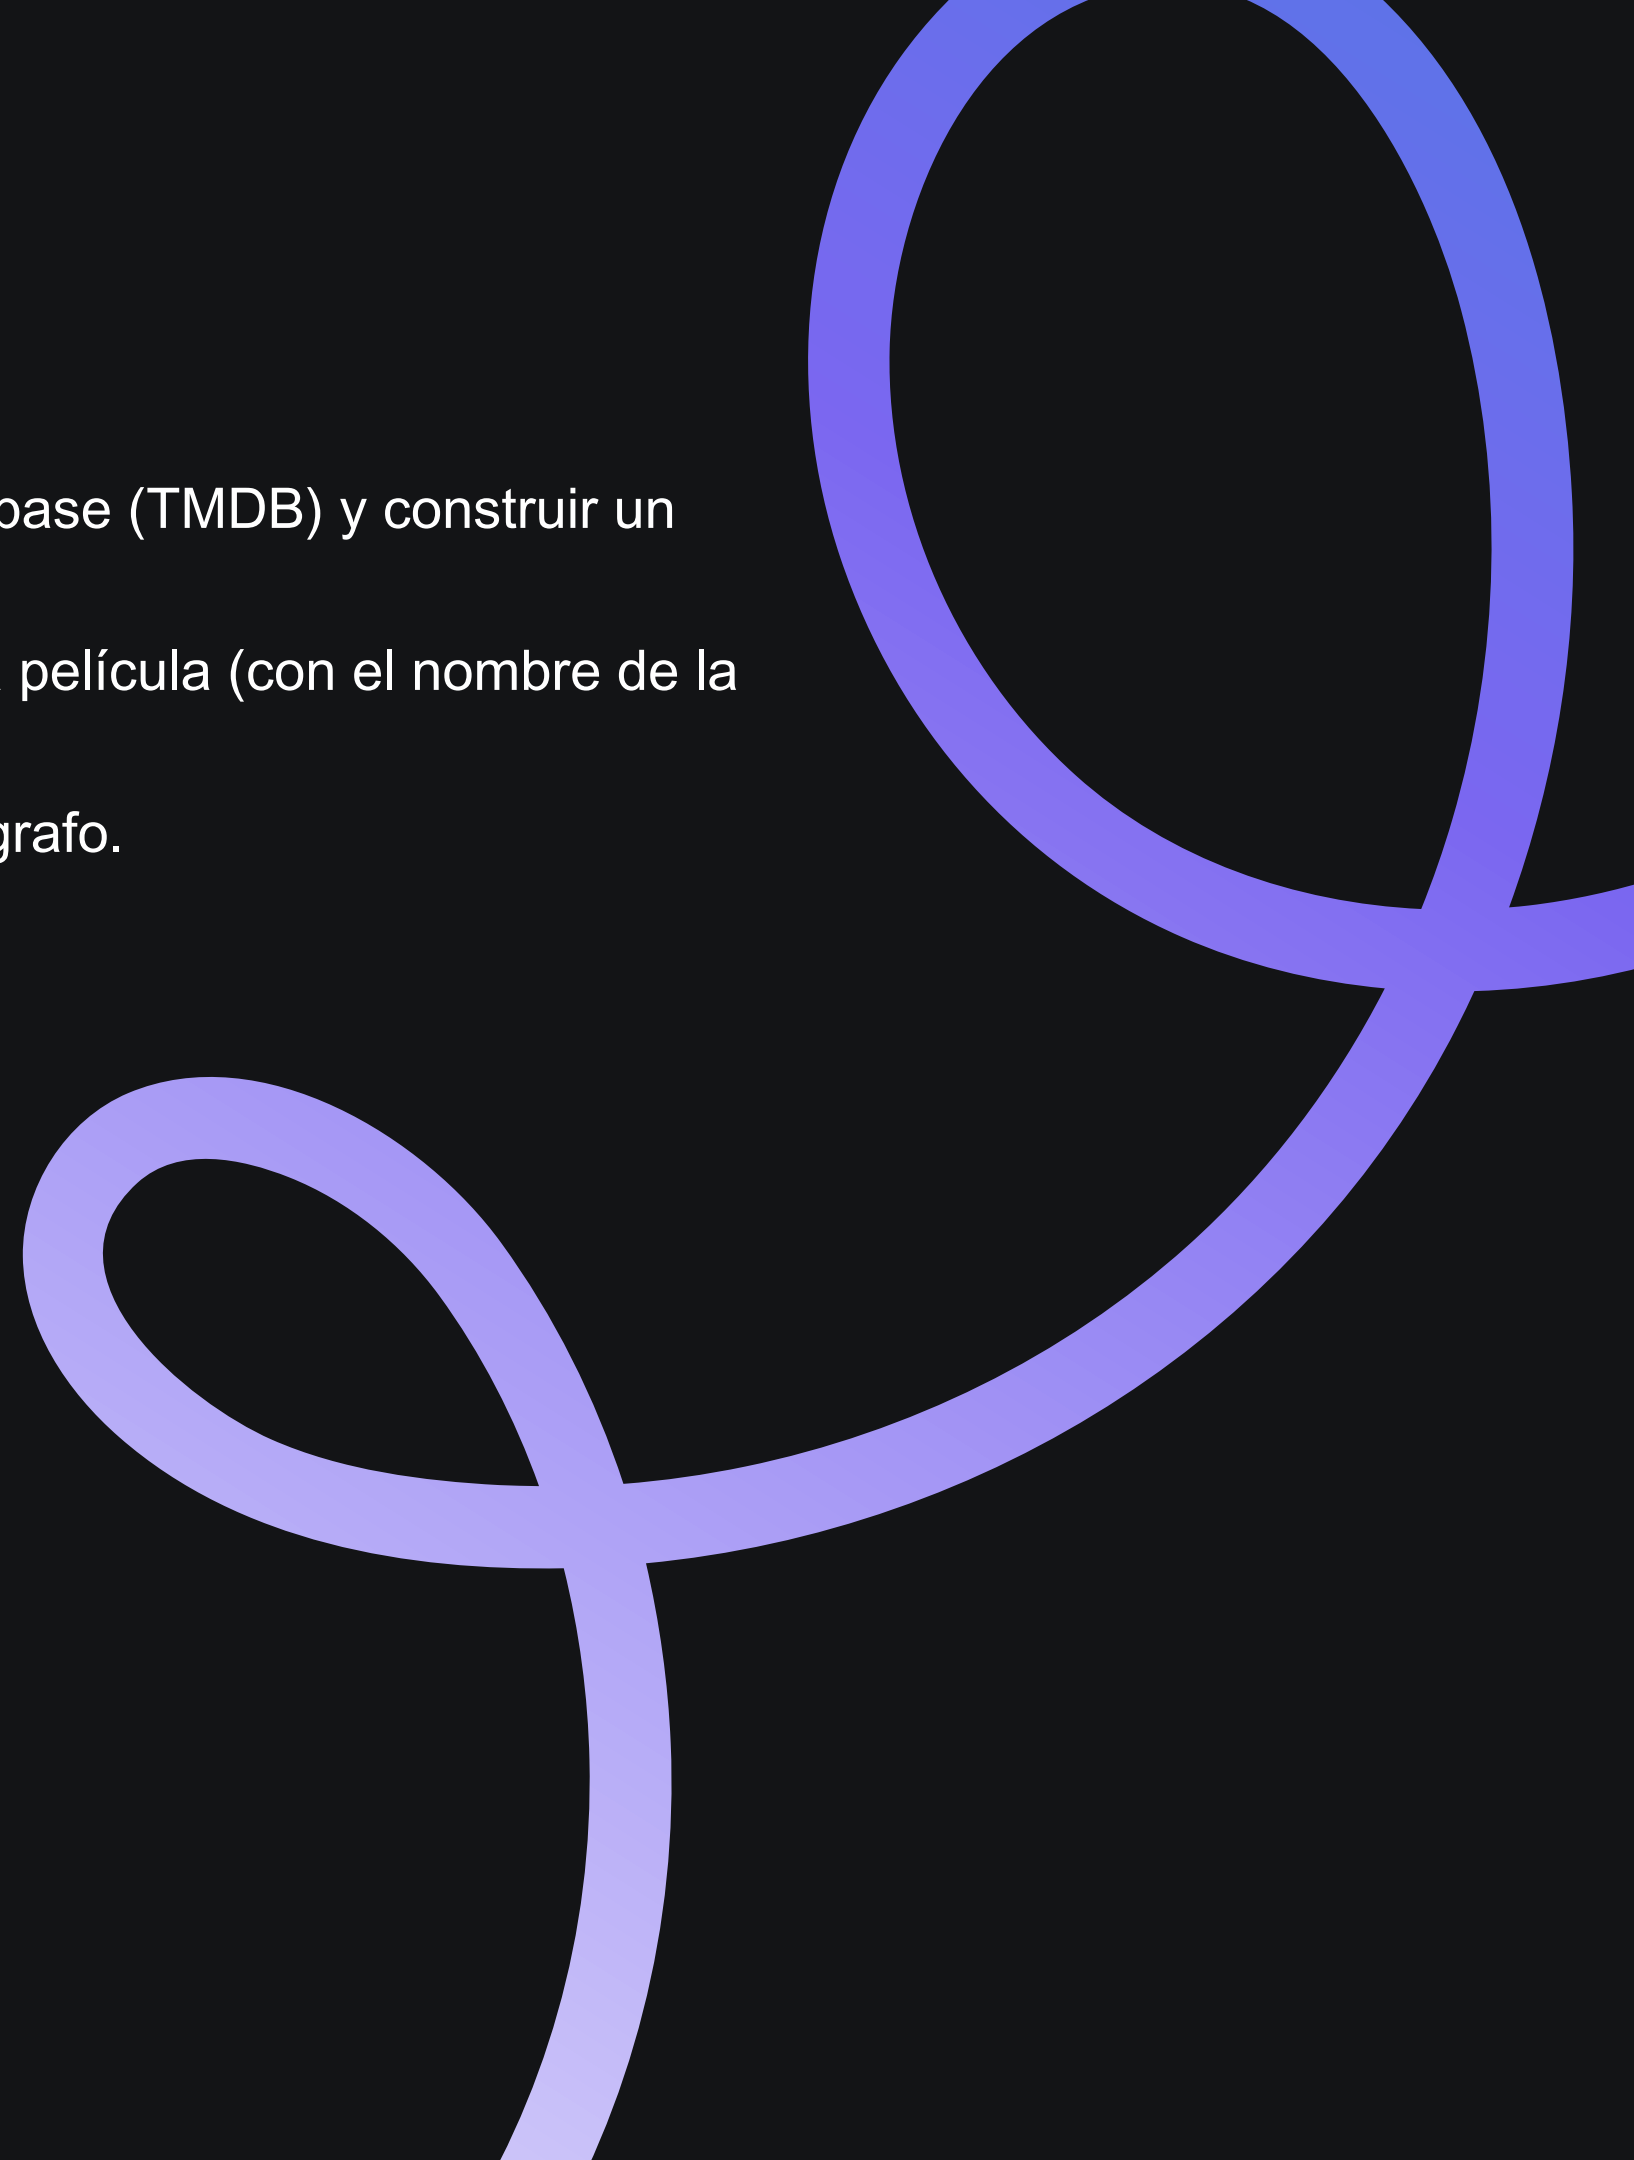 base (TMDB) y construir un
película (con el nombre de la
grafo.